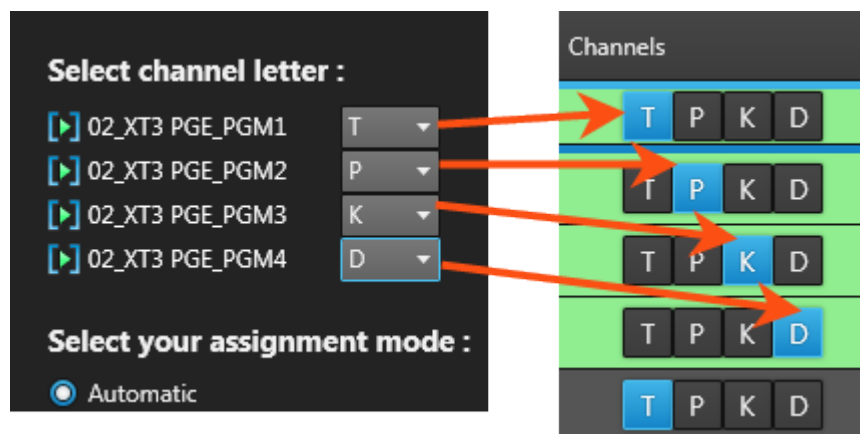 Select channel letter :
02_XT3 PGE_PGM1 T
02_XT3 PGE_PGM2 P
02_XT3 PGE_PGM3 K
02_XT3 PGE_PGM4 D
Select your assignment mode :
Automatic
Channels
T P K D
T P K D
T P K D
T P K D
T P K D